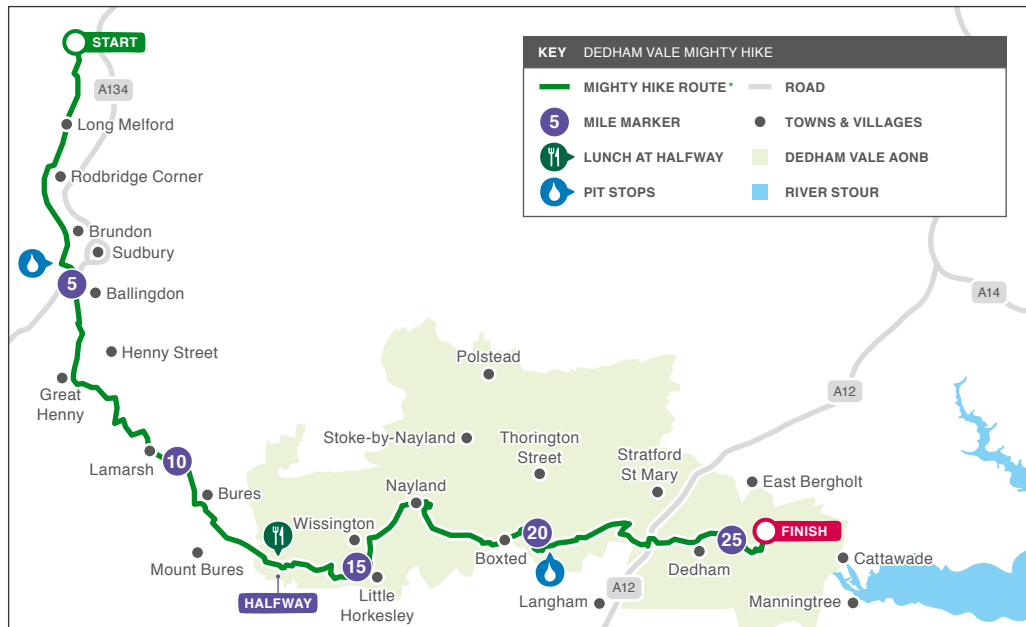 START
A134
Long Melford
Rodbridge Corner
Brundon
Sudbury
5
Ballingdon
Henny Street
Great
Henny
Lamarsh
10
Bures
Mount Bures
HALFWAY
Wissington
15
Little
Horkesley
Nayland
Stoke-by-Nayland
Polstead
Thorington
Street
Boxted
20
Langham
Stratford
St Mary
A12
A12
A14
East Bergholt
Dedham
25
FINISH
Cattawade
Manningtree
KEY DEDHAM VALE MIGHTY HIKE
MIGHTY HIKE ROUTE*
ROAD
5 MILE MARKER
TOWNS & VILLAGES
LUNCH AT HALFWAY
DEDHAM VALE AONB
PIT STOPS
RIVER STOUR